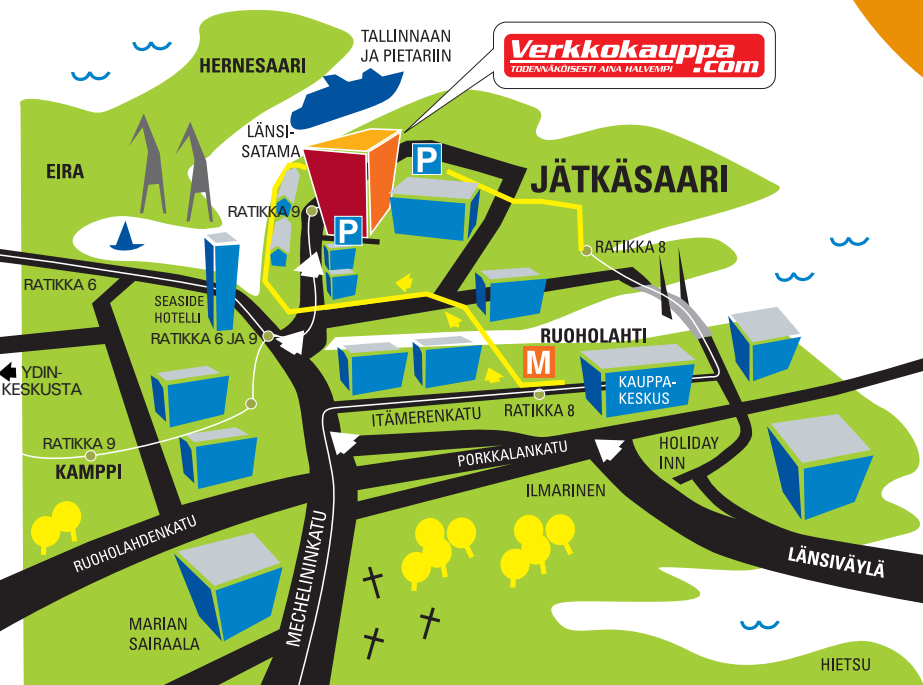 TALLINNAAN
JA PIETARIIN
Verkkokauppa
.com
TODENNÄKÖISESTI AINA HALVEMPI
HERNESAARI
LÄNSI-
SATAMA
P
EIRA
JÄTKÄSAARI
RATIKKA 9
P
RATIKKA 8
RATIKKA 6
SEASIDE
HOTELLI
RATIKKA 6 JA 9
RUOHOLAHTI
M
YDIN-
KESKUSTA
KAUPPA-
KESKUS
ITÄMERENKATU
RATIKKA 8
RATIKKA 9
KAMPPI
PORKKALANKATU
HOLIDAY
INN
ILMARINEN
RUOHOLAHDENKATU
MECHELININKATU
LÄNSIVÄYLÄ
MARIAN
SAIRAALA
HIETSU